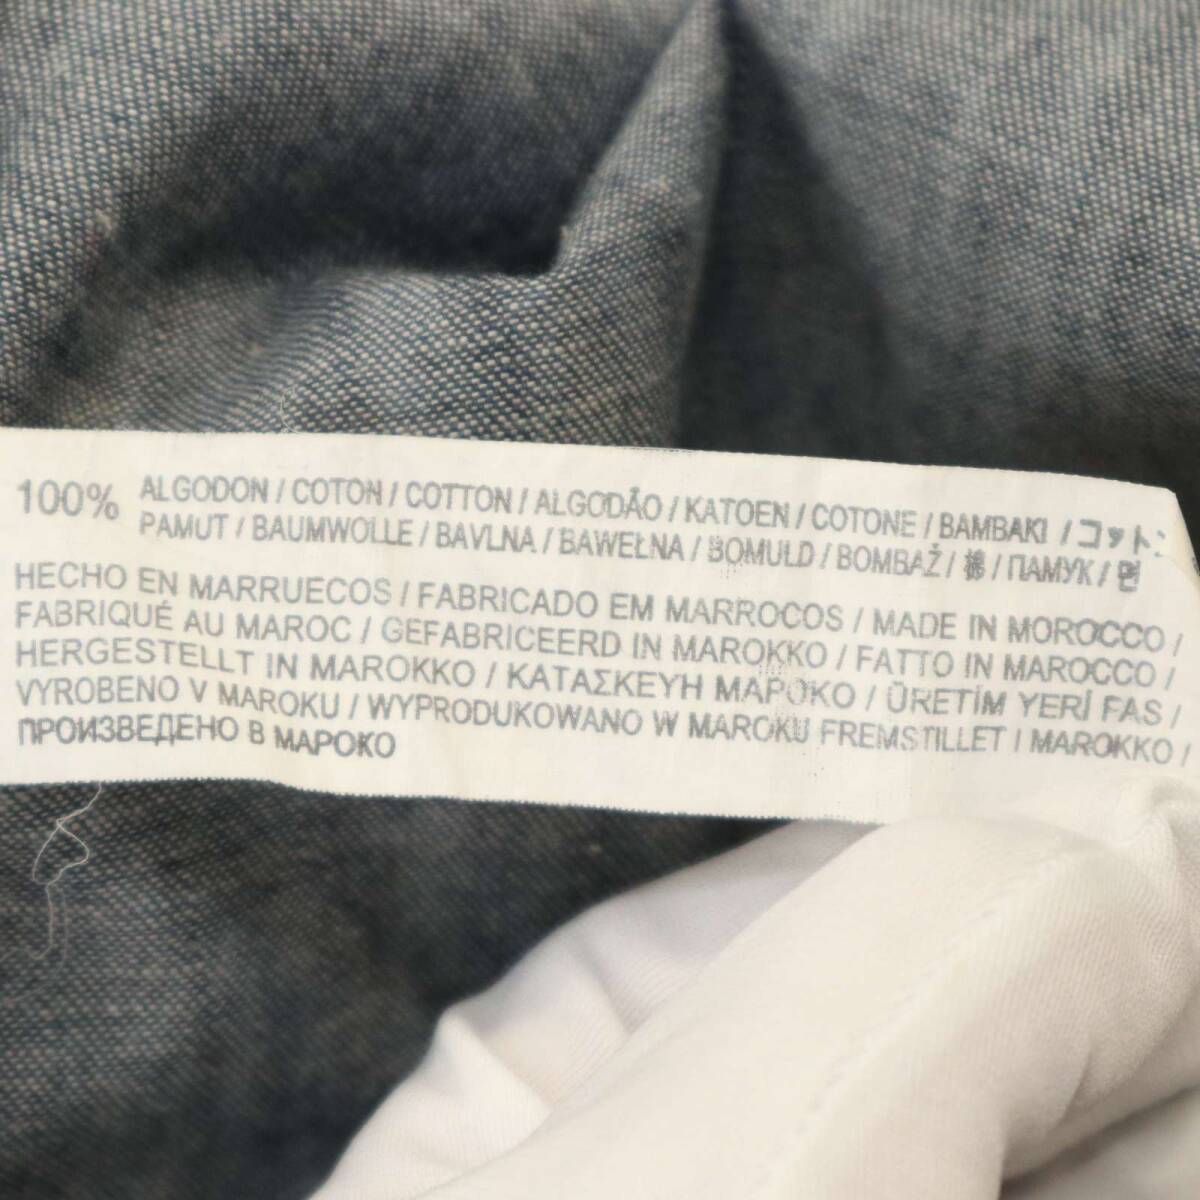 100% ALGODON / COTON / COTTON / ALGODÃO / KATOEN / COTONE / BAMBAKI / コットン
PAMUT / BAUMWOLLE / BAVLNA / BAWEŁNA / BOMULD / BOMBAŽ / 棉 / ПАМУК / 면
HECHO EN MARRUECOS / FABRICADO EM MARROCOS / MADE IN MOROCCO /
FABRIQUÉ AU MAROC / GEFABRICEERD IN MAROKKO / FATTO IN MAROCCO /
HERGESTELLT IN MAROKKO / ΚΑΤΑΣΚΕΥΗ ΜΑΡΟΚΟ / ÜRETİM YERİ FAS /
VYROBENO V MAROKU / WYPRODUKOWANO W MAROKU FREMSTILLET I MAROKKO /
ПРОИЗВЕДЕНО В МАРОКО